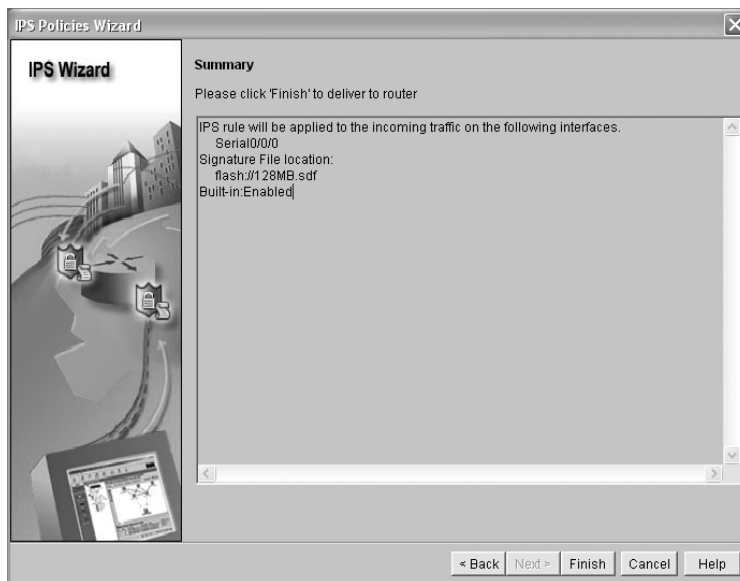 IPS Policies Wizard
IPS Wizard
Summary
Please click 'Finish' to deliver to router
IPS rule will be applied to the incoming traffic on the following interfaces.
Serial0/0/0
Signature File location:
flash://128MB.sdf
Built-in:Enabled
< Back
Next >
Finish
Cancel
Help